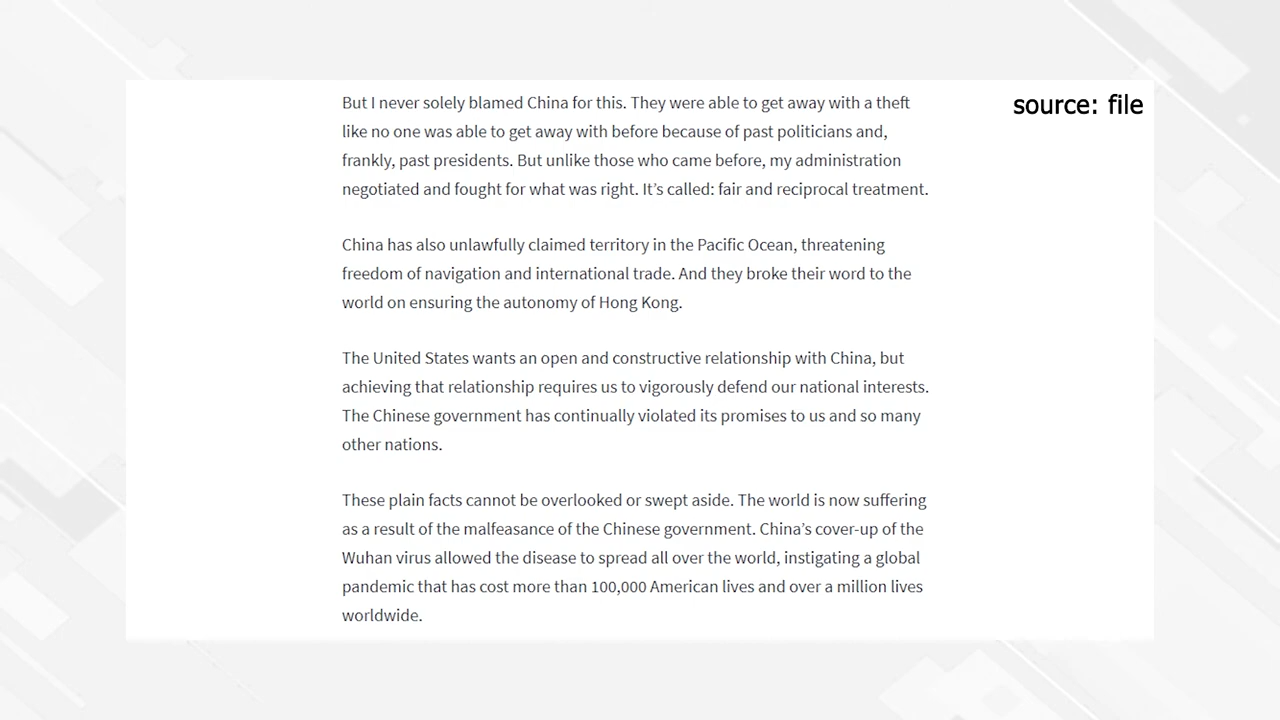 source: file
But I never solely blamed China for this. They were able to get away with a theft
like no one was able to get away with before because of past politicians and,
frankly, past presidents. But unlike those who came before, my administration
negotiated and fought for what was right. It’s called: fair and reciprocal treatment.
China has also unlawfully claimed territory in the Pacific Ocean, threatening
freedom of navigation and international trade. And they broke their word to the
world on ensuring the autonomy of Hong Kong.
The United States wants an open and constructive relationship with China, but
achieving that relationship requires us to vigorously defend our national interests.
The Chinese government has continually violated its promises to us and so many
other nations.
These plain facts cannot be overlooked or swept aside. The world is now suffering
as a result of the malfeasance of the Chinese government. China’s cover-up of the
Wuhan virus allowed the disease to spread all over the world, instigating a global
pandemic that has cost more than 100,000 American lives and over a million lives
worldwide.